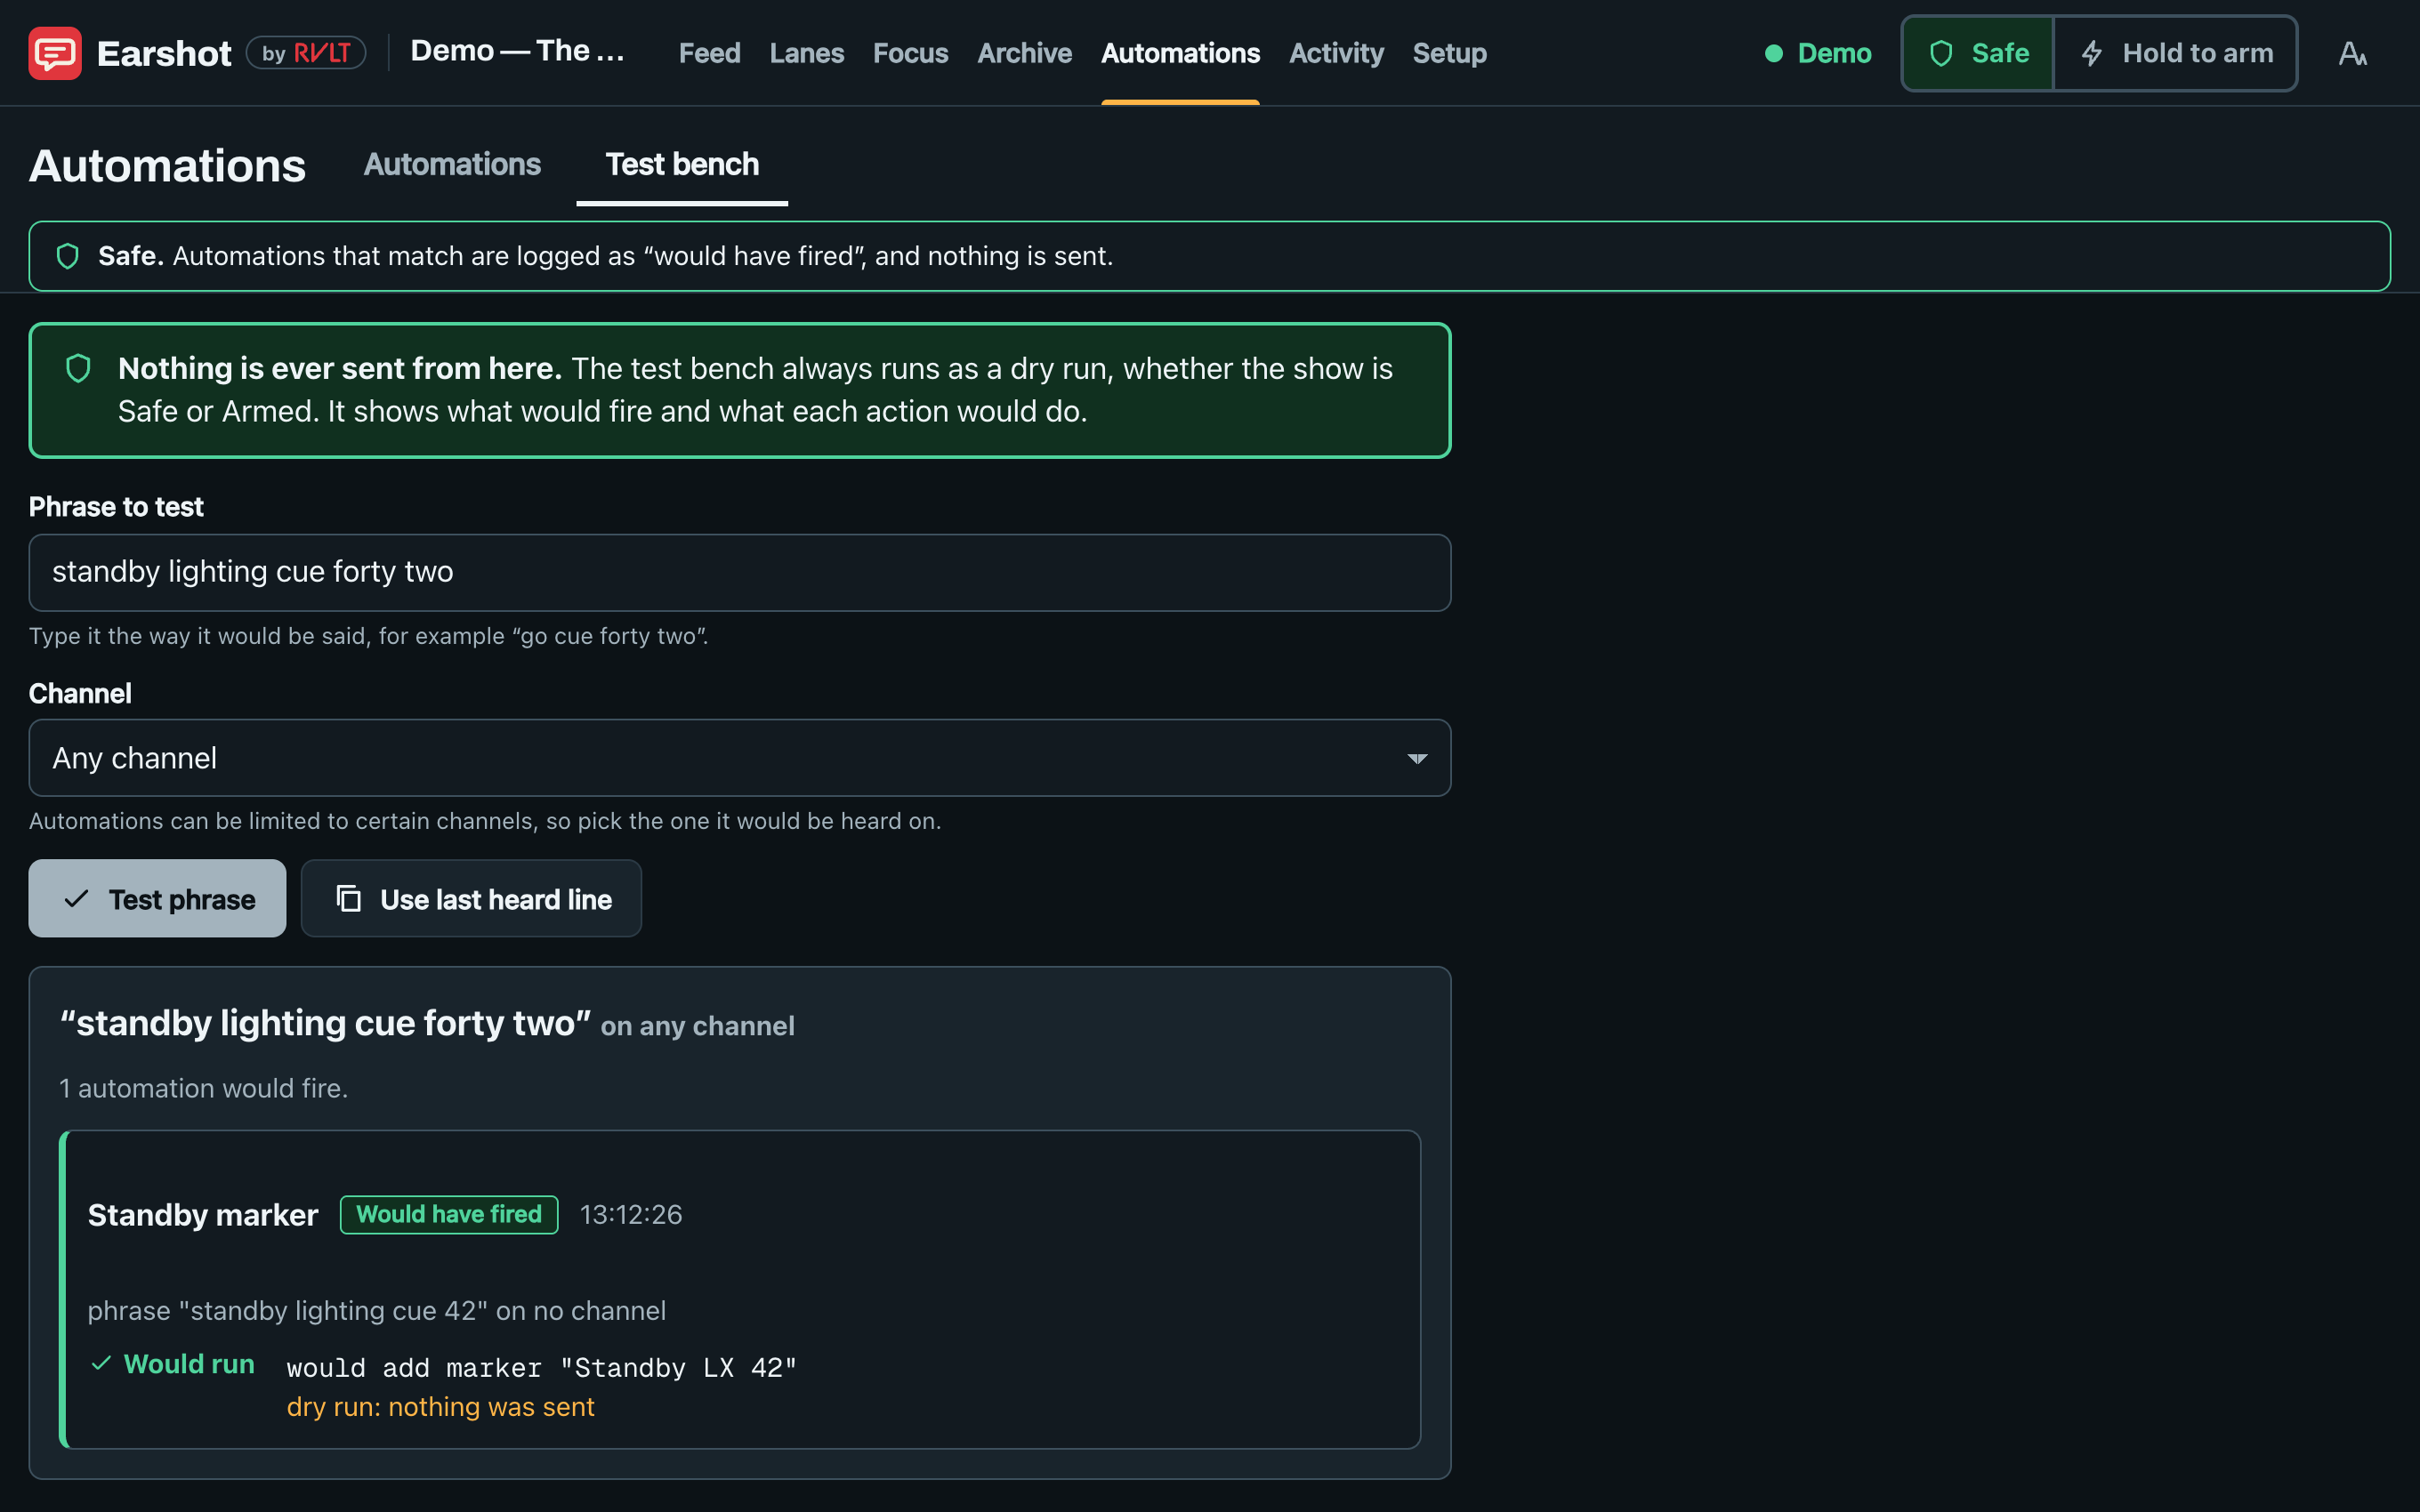 Earshot by RVLT Demo — The … Feed Lanes Focus Archive Automations Activity Setup Demo Safe Hold to arm
Automations Automations Test bench
Safe. Automations that match are logged as “would have fired”, and nothing is sent.
Nothing is ever sent from here. The test bench always runs as a dry run, whether the show is
Safe or Armed. It shows what would fire and what each action would do.
Phrase to test
standby lighting cue forty two
Type it the way it would be said, for example “go cue forty two”.
Channel
Any channel
Automations can be limited to certain channels, so pick the one it would be heard on.
Test phrase Use last heard line
“standby lighting cue forty two” on any channel
1 automation would fire.
Standby marker Would have fired 13:12:26
phrase "standby lighting cue 42" on no channel
Would run would add marker "Standby LX 42"
dry run: nothing was sent